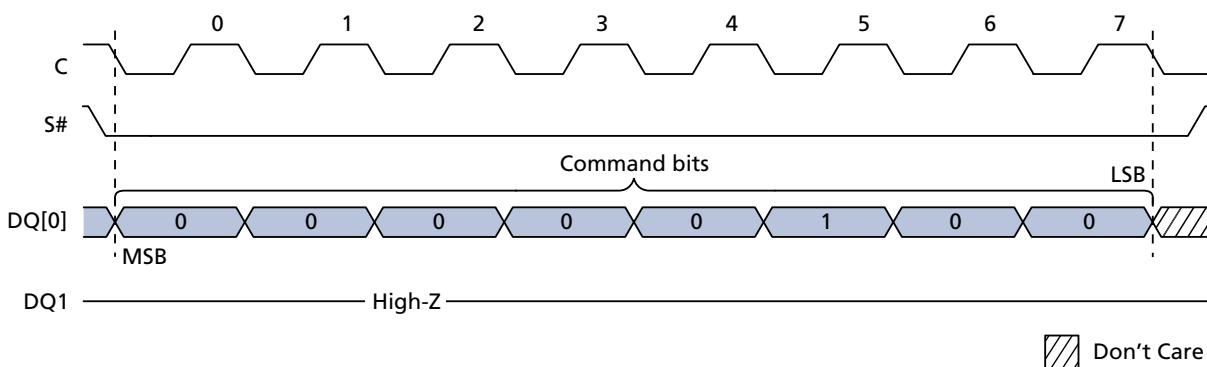 0 1 2 3 4 5 6 7
C
S#
Command bits
LSB
DQ[0] 0 0 0 0 0 1 0 0
MSB
DQ1 High-Z
Don't Care